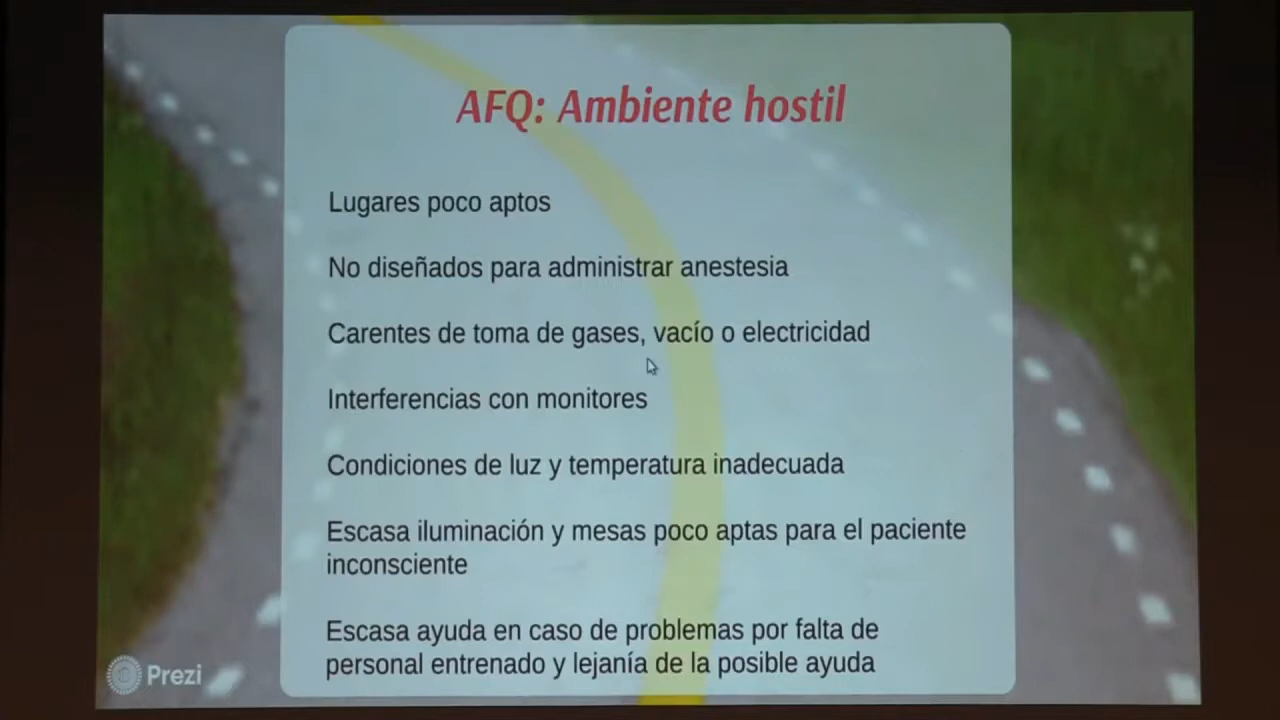 AFQ: Ambiente hostil
Lugares poco aptos
No diseñados para administrar anestesia
Carentes de toma de gases, vacío o electricidad
Interferencias con monitores
Condiciones de luz y temperatura inadecuada
Escasa iluminación y mesas poco aptas para el paciente
inconsciente
Escasa ayuda en caso de problemas por falta de
personal entrenado y lejanía de la posible ayuda
Prezi